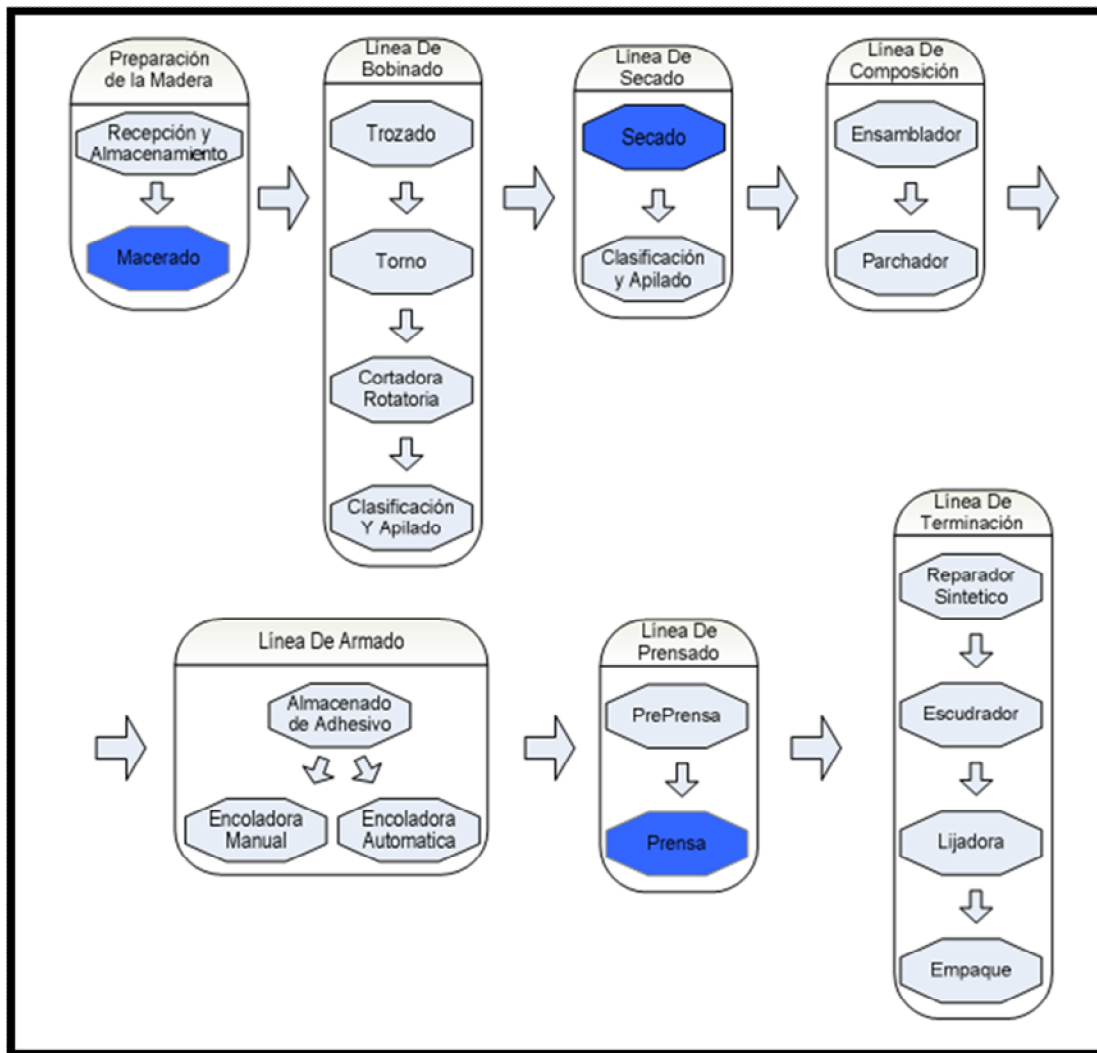 Preparación
de la Madera
Recepción y
Almacenamiento
Macerado
Línea De
Bobinado
Trozado
Torno
Cortadora
Rotatoria
Clasificación
Y Apilado
Línea De
Secado
Secado
Clasificación
y Apilado
Línea De
Composición
Ensamblador
Parchador
Línea De Armado
Almacenado
de Adhesivo
Encoladora
Manual
Encoladora
Automatica
Línea De
Prensado
PrePrensa
Prensa
Línea De
Terminación
Reparador
Sintetico
Escudrador
Lijadora
Empaque